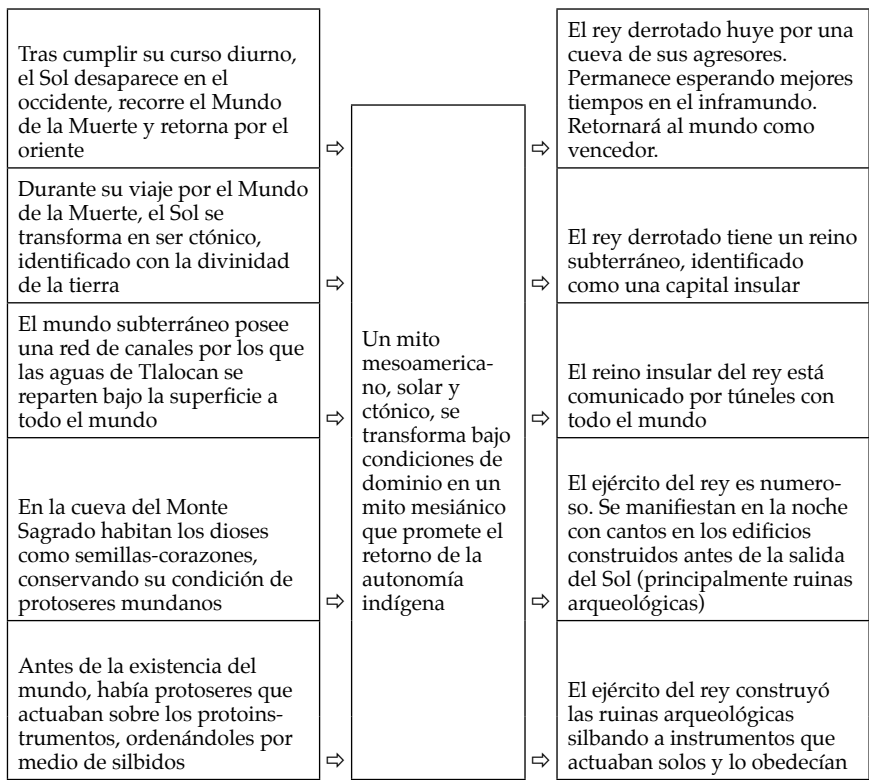 Tras cumplir su curso diurno,
el Sol desaparece en el
occidente, recorre el Mundo
de la Muerte y retorna por el
oriente
⇨
Durante su viaje por el Mundo
de la Muerte, el Sol se
transforma en ser ctónico,
identificado con la divinidad
de la tierra
⇨
El mundo subterráneo posee
una red de canales por los que
las aguas de Tlalocan se
reparten bajo la superficie a
todo el mundo
⇨
En la cueva del Monte
Sagrado habitan los dioses
como semillas-corazones,
conservando su condición de
protoseres mundanos
⇨
Antes de la existencia del
mundo, había protoseres que
actuaban sobre los protoins-
trumentos, ordenándoles por
medio de silbidos
⇨
Un mito
mesoamerica-
no, solar y
ctónico, se
transforma bajo
condiciones de
dominio en un
mito mesiánico
que promete el
retorno de la
autonomía
indígena
⇨
El rey derrotado huye por una
cueva de sus agresores.
Permanece esperando mejores
tiempos en el inframundo.
Retornará al mundo como
vencedor.
⇨
El rey derrotado tiene un reino
subterráneo, identificado
como una capital insular
⇨
El reino insular del rey está
comunicado por túneles con
todo el mundo
⇨
El ejército del rey es numero-
so. Se manifiestan en la noche
con cantos en los edificios
construidos antes de la salida
del Sol (principalmente ruinas
arqueológicas)
⇨
El ejército del rey construyó
las ruinas arqueológicas
silbando a instrumentos que
actuaban solos y lo obedecían